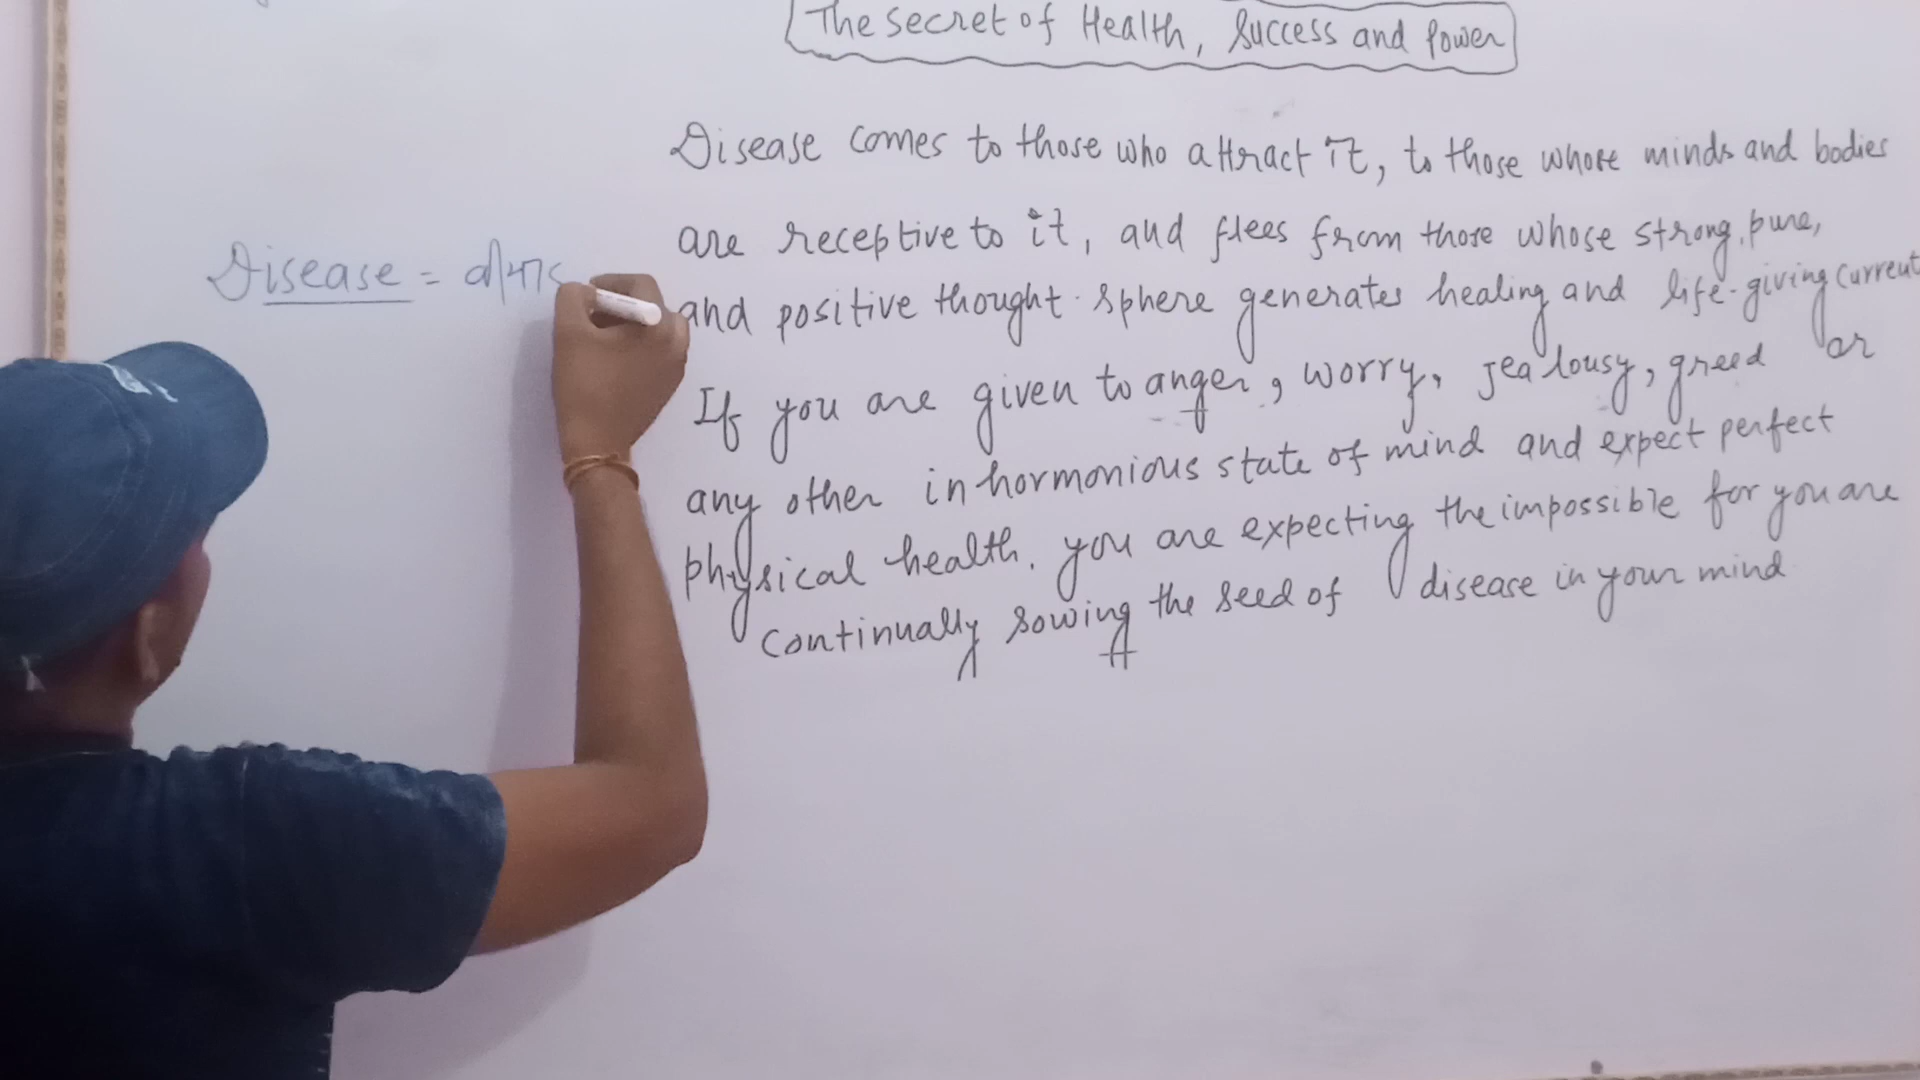 The secret of Health, Success and Power
Disease comes to those who attract it, to those whose minds and bodies
are receptive to it, and flees from those whose strong, pure,
and positive thought-sphere generates healing and life-giving current
If you are given to anger, worry, jealousy, greed or
any other inhormonious state of mind and expect perfect
physical health. you are expecting the impossible for you are
continually sowing the seed of disease in your mind
Disease =